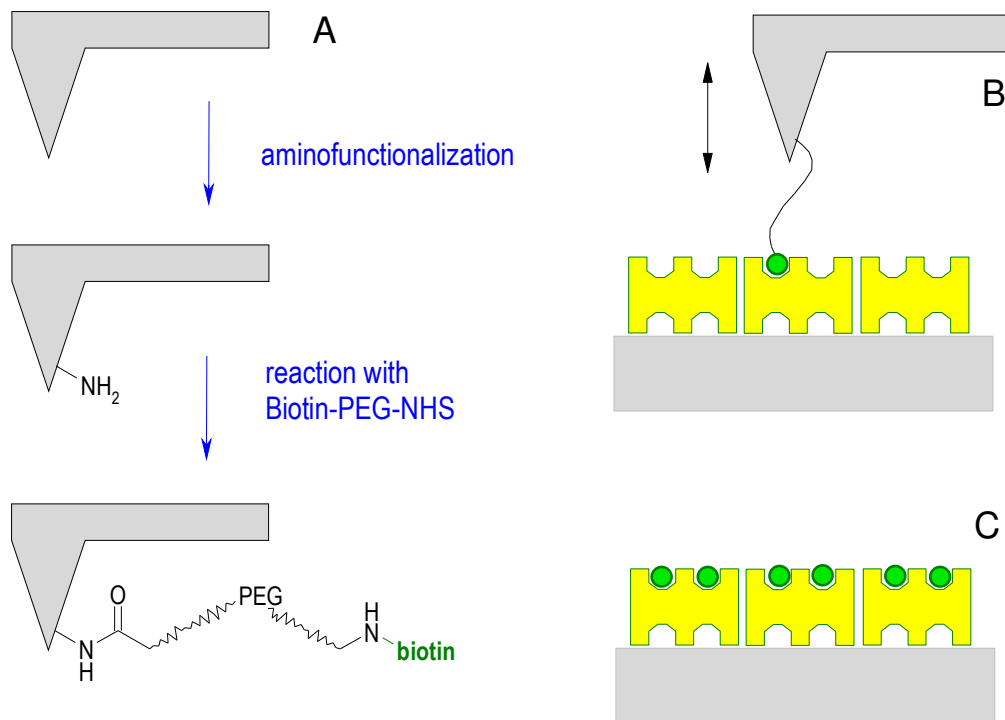 A
B
aminofunctionalization
NH2
reaction with
Biotin-PEG-NHS
C
O
PEG
H
N
N
H
biotin